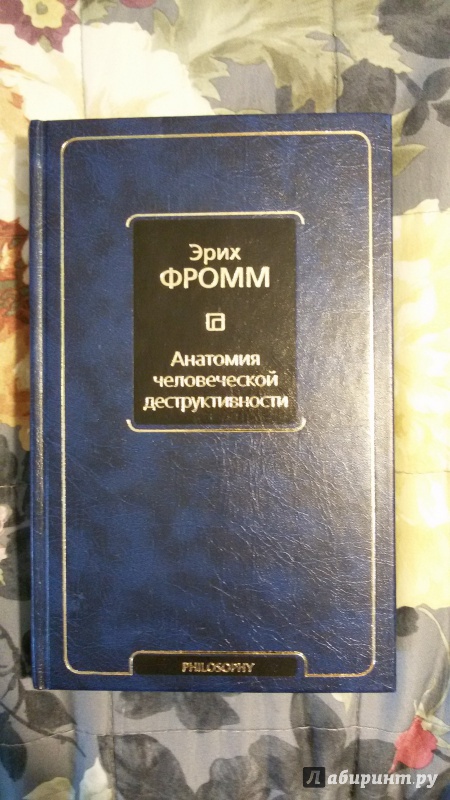 Эрих
ФРОММ
Анатомия
человеческой
деструктивности
PHILOSOPHY
Лабиринт.ру